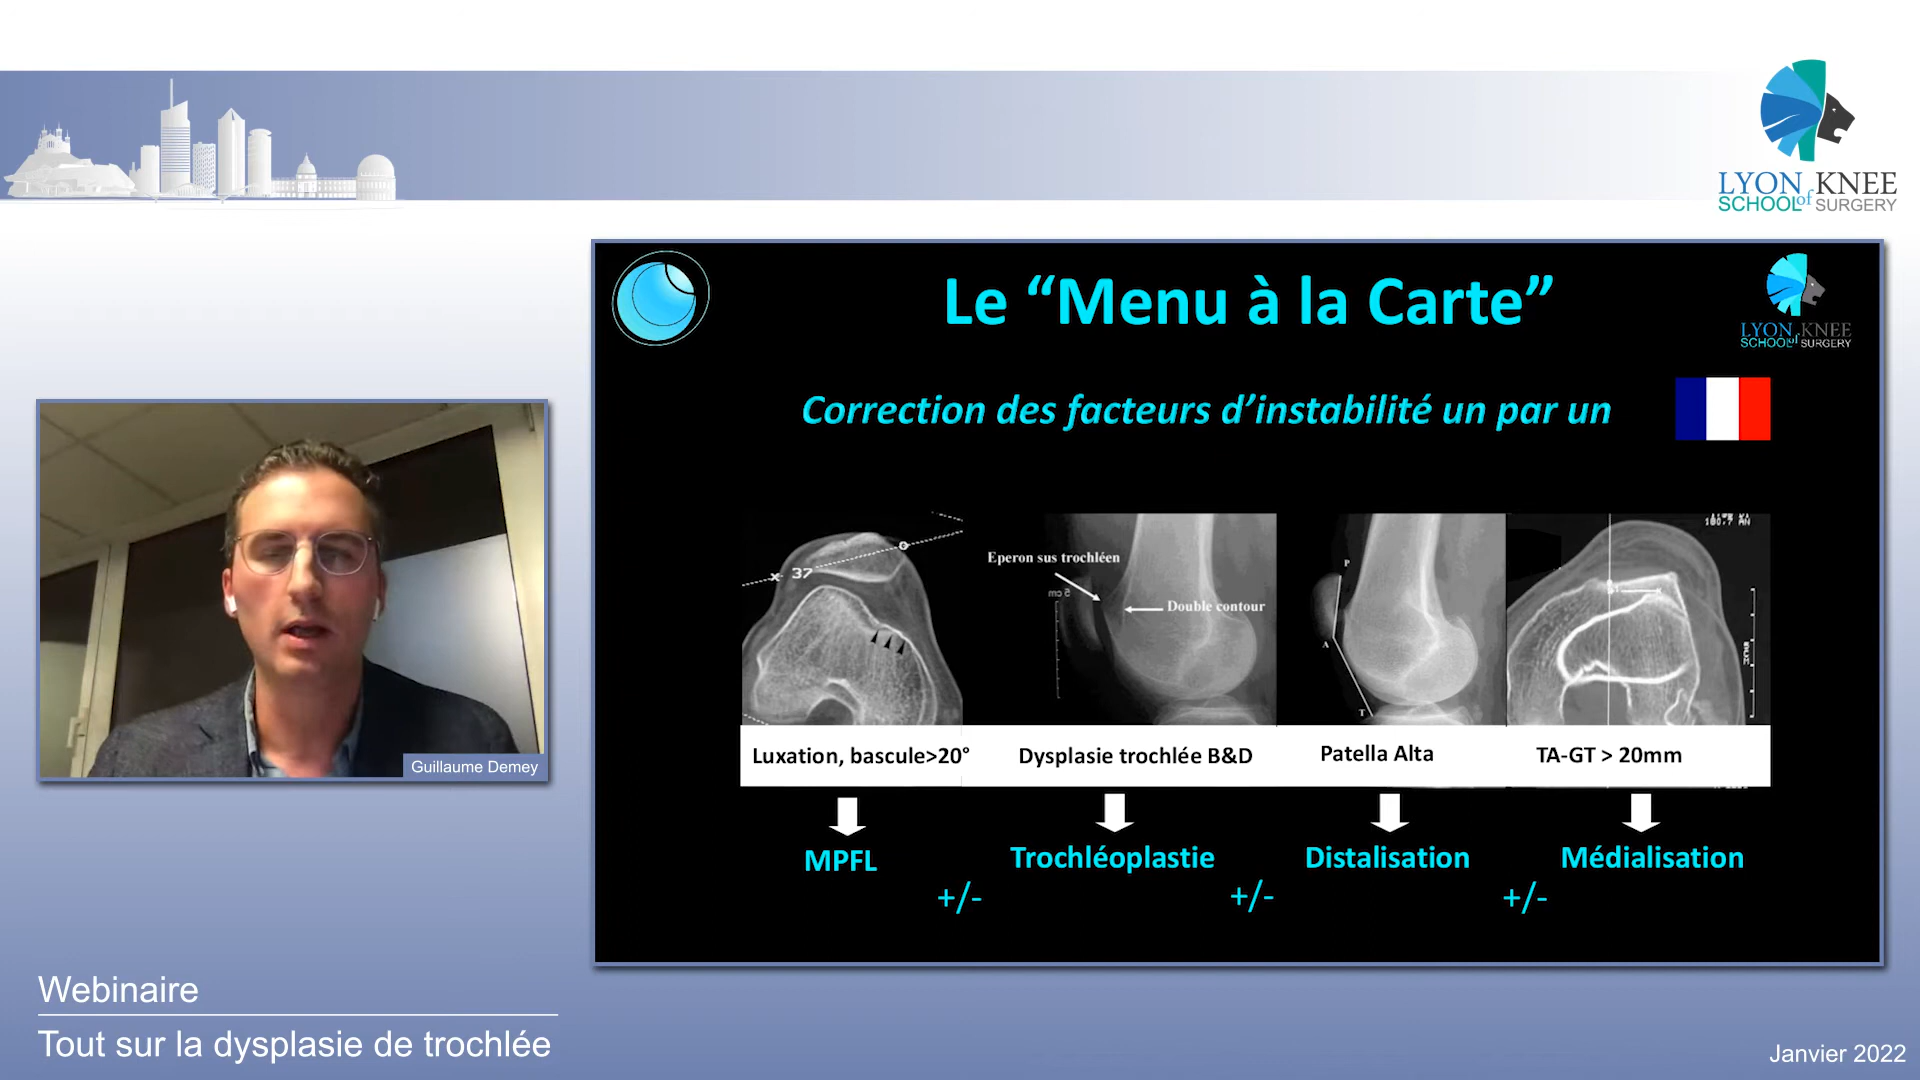 LYON KNEE
SCHOOL of SURGERY
Le “Menu à la Carte”
LYON KNEE
SCHOOL of SURGERY
Correction des facteurs d’instabilité un par un
x 37
Eperon sus trochléen
5 cm
Double contour
P
A
T
Luxation, bascule>20°
Dysplasie trochlée B&D
Patella Alta
TA-GT > 20mm
MPFL
Trochléoplastie
Distalisation
Médialisation
+/-
+/-
+/-
Guillaume Demey
Webinaire
Tout sur la dysplasie de trochlée
Janvier 2022